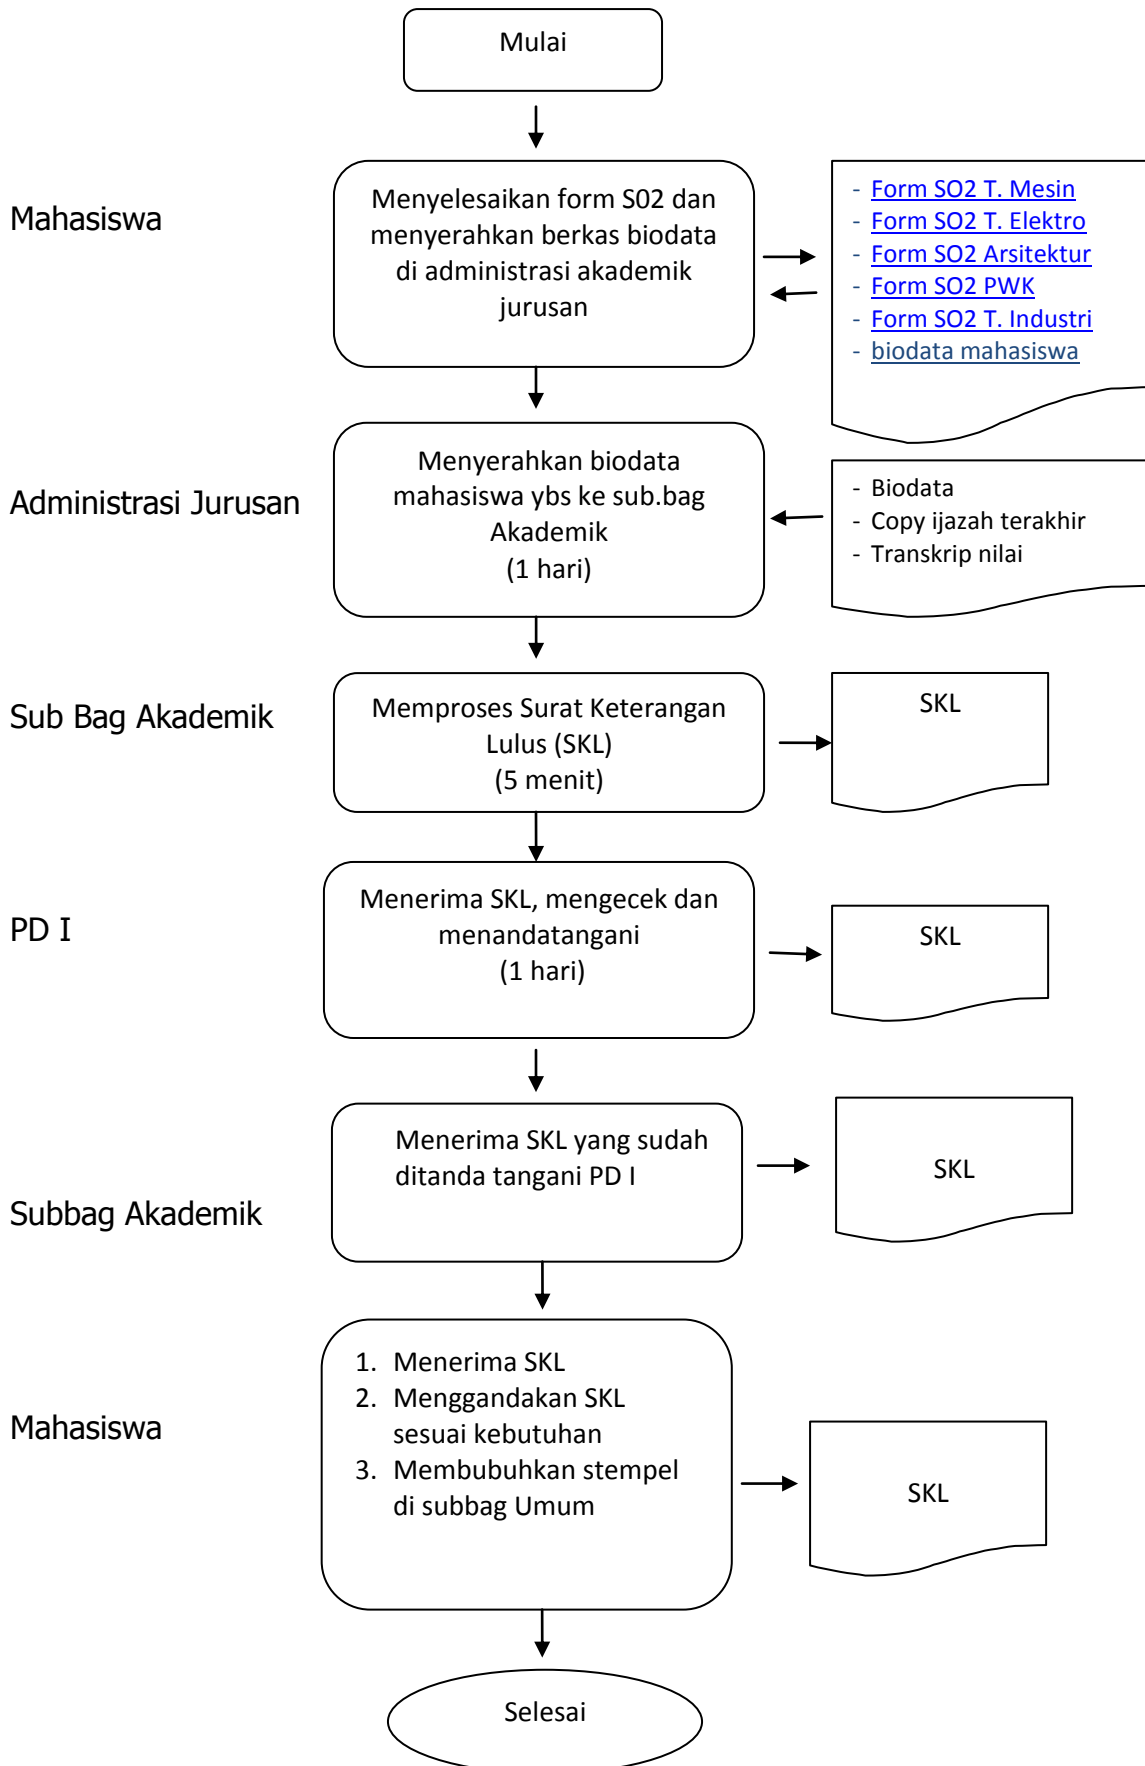 Mulai
Mahasiswa
Menyelesaikan form S02 dan
menyerahkan berkas biodata
di administrasi akademik
jurusan
- Form SO2 T. Mesin
- Form SO2 T. Elektro
- Form SO2 Arsitektur
- Form SO2 PWK
- Form SO2 T. Industri
- biodata mahasiswa
Administrasi Jurusan
Menyerahkan biodata
mahasiswa ybs ke sub.bag
Akademik
(1 hari)
- Biodata
- Copy ijazah terakhir
- Transkrip nilai
Sub Bag Akademik
Memproses Surat Keterangan
Lulus (SKL)
(5 menit)
SKL
PD I
Menerima SKL, mengecek dan
menandatangani
(1 hari)
SKL
Subbag Akademik
Menerima SKL yang sudah
ditanda tangani PD I
SKL
Mahasiswa
1. Menerima SKL
2. Menggandakan SKL
sesuai kebutuhan
3. Membubuhkan stempel
di subbag Umum
SKL
Selesai